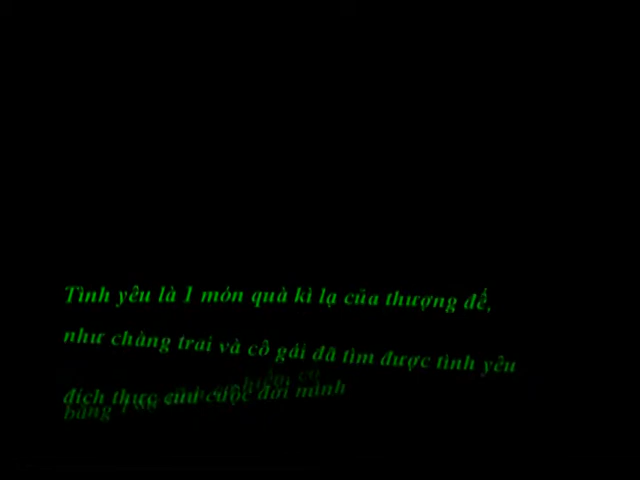 Tình yêu là 1 món quà kì lạ của thượng đế,
như chàng trai và cô gái đã tìm được tình yêu
đích thực của cuộc đời mình
bằng